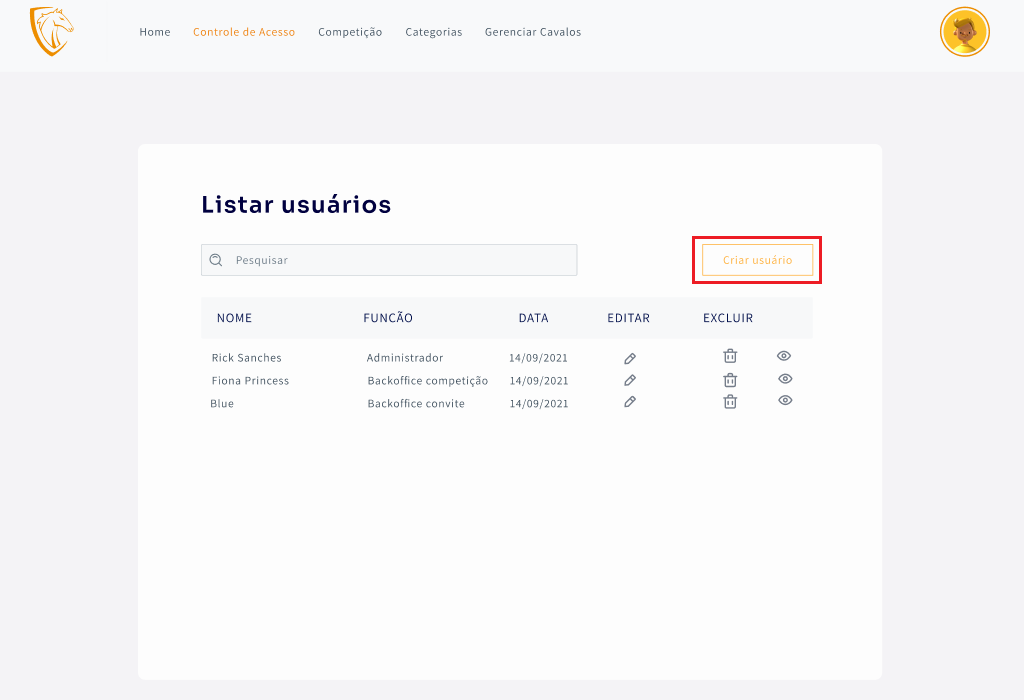 Home Controle de Acesso Competição Categorias Gerenciar Cavalos
Listar usuários
Pesquisar Criar usuário
NOME FUNCÃO DATA EDITAR EXCLUIR
Rick Sanches Administrador 14/09/2021
Fiona Princess Backoffice competição 14/09/2021
Blue Backoffice convite 14/09/2021